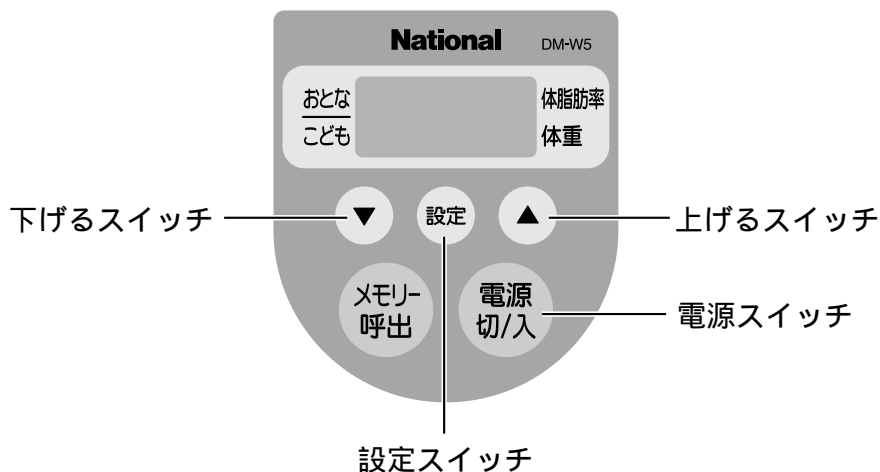 National DM-W5
おとな
こども
体脂肪率
体重
下げるスイッチ
▼
設定
▲
上げるスイッチ
メモリー
呼出
電源
切/入
電源スイッチ
設定スイッチ